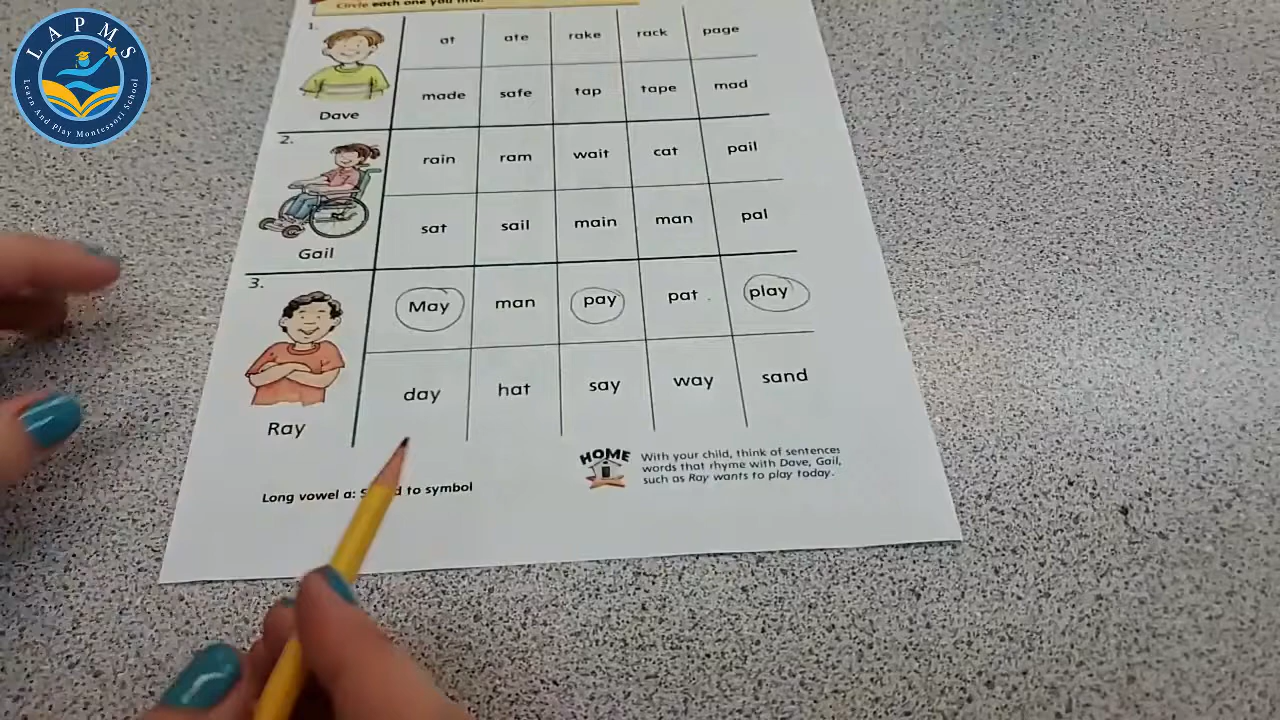 LAPMS
Learn And Play Montessori School
Circle each one you find.
1.
at ate rake rack page
made safe tap tape mad
Dave
2.
rain ram wait cat pail
sat sail main man pal
Gail
3.
May man pay pat play
day hat say way sand
Ray
HOME
With your child, think of sentences
words that rhyme with Dave, Gail,
such as Ray wants to play today.
Long vowel a: to symbol